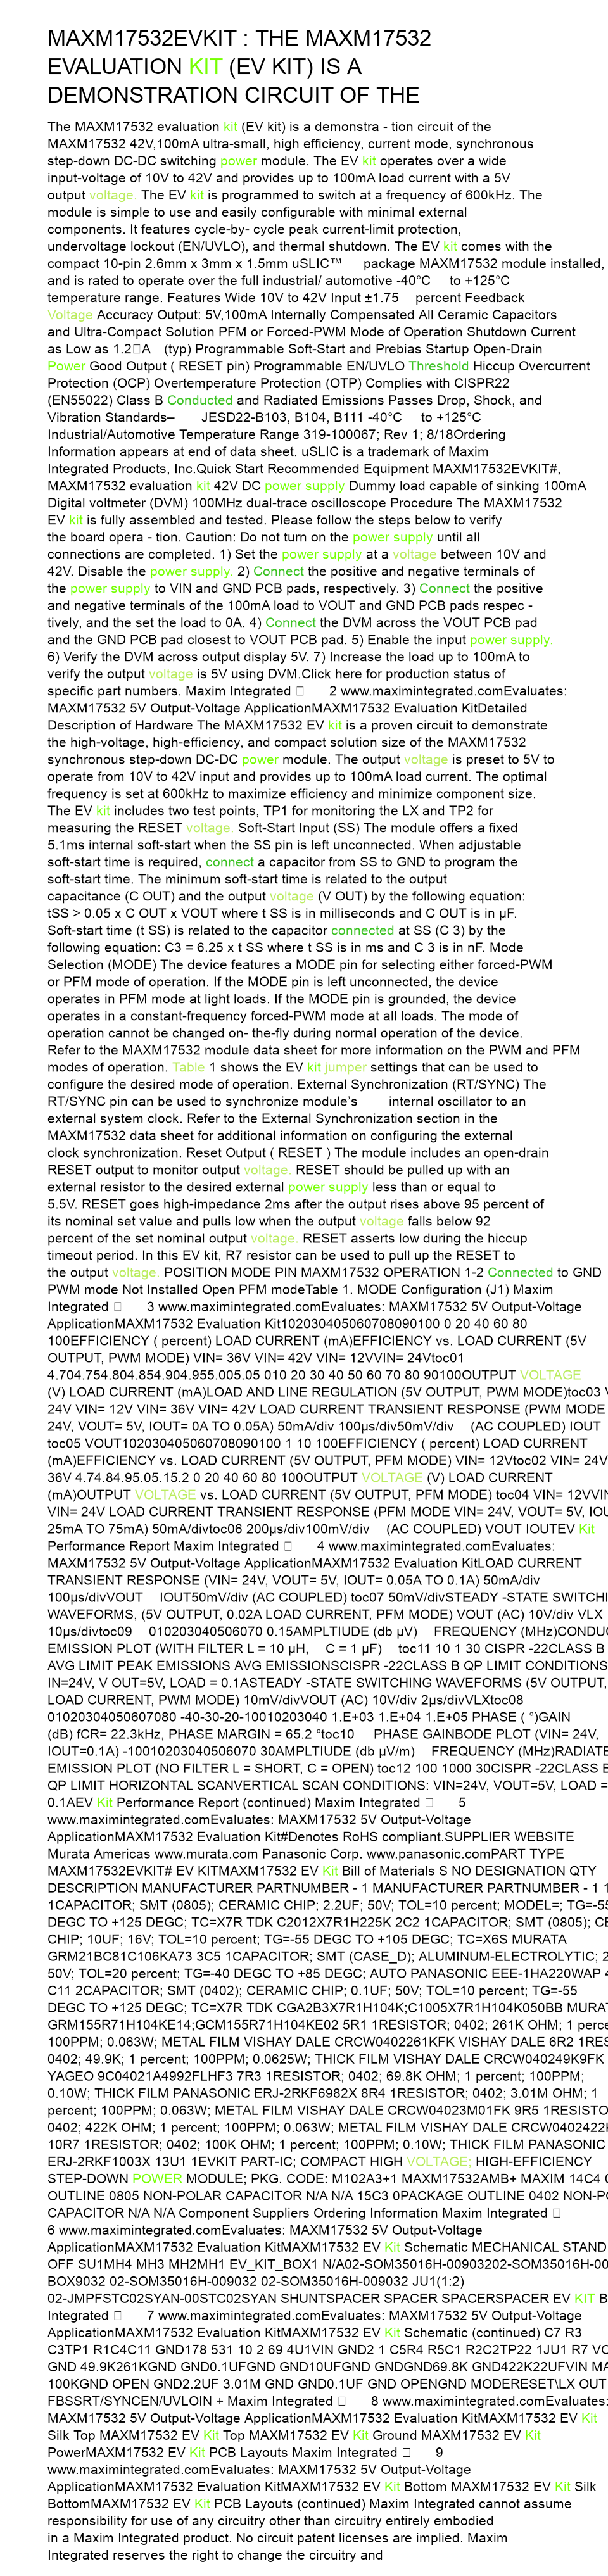 MAXM17532EVKIT : THE MAXM17532
EVALUATION KIT (EV KIT) IS A
DEMONSTRATION CIRCUIT OF THE
The MAXM17532 evaluation kit (EV kit) is a demonstra - tion circuit of the
MAXM17532 42V,100mA ultra-small, high efficiency, current mode, synchronous
step-down DC-DC switching power module. The EV kit operates over a wide
input-voltage of 10V to 42V and provides up to 100mA load current with a 5V
output voltage. The EV kit is programmed to switch at a frequency of 600kHz. The
module is simple to use and easily configurable with minimal external
components. It features cycle-by- cycle peak current-limit protection,
undervoltage lockout (EN/UVLO), and thermal shutdown. The EV kit comes with the
compact 10-pin 2.6mm x 3mm x 1.5mm uSLIC™ package MAXM17532 module installed,
and is rated to operate over the full industrial/ automotive -40°C to +125°C
temperature range. Features Wide 10V to 42V Input ±1.75 percent Feedback
Voltage Accuracy Output: 5V,100mA Internally Compensated All Ceramic Capacitors
and Ultra-Compact Solution PFM or Forced-PWM Mode of Operation Shutdown Current
as Low as 1.2□A (typ) Programmable Soft-Start and Prebias Startup Open-Drain
Power Good Output ( RESET pin) Programmable EN/UVLO Threshold Hiccup Overcurrent
Protection (OCP) Overtemperature Protection (OTP) Complies with CISPR22
(EN55022) Class B Conducted and Radiated Emissions Passes Drop, Shock, and
Vibration Standards– JESD22-B103, B104, B111 -40°C to +125°C
Industrial/Automotive Temperature Range 319-100067; Rev 1; 8/18Ordering
Information appears at end of data sheet. uSLIC is a trademark of Maxim
Integrated Products, Inc.Quick Start Recommended Equipment MAXM17532EVKIT#,
MAXM17532 evaluation kit 42V DC power supply Dummy load capable of sinking 100mA
Digital voltmeter (DVM) 100MHz dual-trace oscilloscope Procedure The MAXM17532
EV kit is fully assembled and tested. Please follow the steps below to verify
the board opera - tion. Caution: Do not turn on the power supply until all
connections are completed. 1) Set the power supply at a voltage between 10V and
42V. Disable the power supply. 2) Connect the positive and negative terminals of
the power supply to VIN and GND PCB pads, respectively. 3) Connect the positive
and negative terminals of the 100mA load to VOUT and GND PCB pads respec -
tively, and the set the load to 0A. 4) Connect the DVM across the VOUT PCB pad
and the GND PCB pad closest to VOUT PCB pad. 5) Enable the input power supply.
6) Verify the DVM across output display 5V. 7) Increase the load up to 100mA to
verify the output voltage is 5V using DVM.Click here for production status of
specific part numbers. Maxim Integrated □ 2 www.maximintegrated.comEvaluates:
MAXM17532 5V Output-Voltage ApplicationMAXM17532 Evaluation KitDetailed
Description of Hardware The MAXM17532 EV kit is a proven circuit to demonstrate
the high-voltage, high-efficiency, and compact solution size of the MAXM17532
synchronous step-down DC-DC power module. The output voltage is preset to 5V to
operate from 10V to 42V input and provides up to 100mA load current. The optimal
frequency is set at 600kHz to maximize efficiency and minimize component size.
The EV kit includes two test points, TP1 for monitoring the LX and TP2 for
measuring the RESET voltage. Soft-Start Input (SS) The module offers a fixed
5.1ms internal soft-start when the SS pin is left unconnected. When adjustable
soft-start time is required, connect a capacitor from SS to GND to program the
soft-start time. The minimum soft-start time is related to the output
capacitance (C OUT) and the output voltage (V OUT) by the following equation:
tSS > 0.05 x C OUT x VOUT where t SS is in milliseconds and C OUT is in μF.
Soft-start time (t SS) is related to the capacitor connected at SS (C 3) by the
following equation: C3 = 6.25 x t SS where t SS is in ms and C 3 is in nF. Mode
Selection (MODE) The device features a MODE pin for selecting either forced-PWM
or PFM mode of operation. If the MODE pin is left unconnected, the device
operates in PFM mode at light loads. If the MODE pin is grounded, the device
operates in a constant-frequency forced-PWM mode at all loads. The mode of
operation cannot be changed on- the-fly during normal operation of the device.
Refer to the MAXM17532 module data sheet for more information on the PWM and PFM
modes of operation. Table 1 shows the EV kit jumper settings that can be used to
configure the desired mode of operation. External Synchronization (RT/SYNC) The
RT/SYNC pin can be used to synchronize module's internal oscillator to an
external system clock. Refer to the External Synchronization section in the
MAXM17532 data sheet for additional information on configuring the external
clock synchronization. Reset Output ( RESET ) The module includes an open-drain
RESET output to monitor output voltage. RESET should be pulled up with an
external resistor to the desired external power supply less than or equal to
5.5V. RESET goes high-impedance 2ms after the output rises above 95 percent of
its nominal set value and pulls low when the output voltage falls below 92
percent of the set nominal output voltage. RESET asserts low during the hiccup
timeout period. In this EV kit, R7 resistor can be used to pull up the RESET to
the output voltage. POSITION MODE PIN MAXM17532 OPERATION 1-2 Connected to GND
PWM mode Not Installed Open PFM modeTable 1. MODE Configuration (J1) Maxim
Integrated □ 3 www.maximintegrated.comEvaluates: MAXM17532 5V Output-Voltage
ApplicationMAXM17532 Evaluation Kit102030405060708090100 0 20 40 60 80
100EFFICIENCY ( percent) LOAD CURRENT (mA)EFFICIENCY vs. LOAD CURRENT (5V
OUTPUT, PWM MODE) VIN= 36V VIN= 42V VIN= 12VVIN= 24Vtoc01
4.704.754.804.854.904.955.005.05 010 20 30 40 50 60 70 80 90100OUTPUT VOLTAGE
(V) LOAD CURRENT (mA)LOAD AND LINE REGULATION (5V OUTPUT, PWM MODE)toc03 V
24V VIN= 12V VIN= 36V VIN= 42V LOAD CURRENT TRANSIENT RESPONSE (PWM MODE
24V, VOUT= 5V, IOUT= 0A TO 0.05A) 50mA/div 100μs/div50mV/div (AC COUPLED) IOUT
toc05 VOUT102030405060708090100 1 10 100EFFICIENCY ( percent) LOAD CURRENT
(mA)EFFICIENCY vs. LOAD CURRENT (5V OUTPUT, PFM MODE) VIN= 12Vtoc02 VIN= 24V
36V 4.74.84.95.05.15.2 0 20 40 60 80 100OUTPUT VOLTAGE (V) LOAD CURRENT
(mA)OUTPUT VOLTAGE vs. LOAD CURRENT (5V OUTPUT, PFM MODE) toc04 VIN= 12VVIN
VIN= 24V LOAD CURRENT TRANSIENT RESPONSE (PFM MODE VIN= 24V, VOUT= 5V, IOU
25mA TO 75mA) 50mA/divtoc06 200μs/div100mV/div (AC COUPLED) VOUT IOUTEV Kit
Performance Report Maxim Integrated □ 4 www.maximintegrated.comEvaluates:
MAXM17532 5V Output-Voltage ApplicationMAXM17532 Evaluation KitLOAD CURRENT
TRANSIENT RESPONSE (VIN= 24V, VOUT= 5V, IOUT= 0.05A TO 0.1A) 50mA/div
100μs/divVOUT IOUT50mV/div (AC COUPLED) toc07 50mV/divSTEADY -STATE SWITCHI
WAVEFORMS, (5V OUTPUT, 0.02A LOAD CURRENT, PFM MODE) VOUT (AC) 10V/div VLX
10μs/divtoc09 010203040506070 0.15AMPLTIUDE (db μV) FREQUENCY (MHz)CONDUC
EMISSION PLOT (WITH FILTER L = 10 μH, C = 1 μF) toc11 10 1 30 CISPR -22CLASS B
AVG LIMIT PEAK EMISSIONS AVG EMISSIONSCISPR -22CLASS B QP LIMIT CONDITIONS
IN=24V, V OUT=5V, LOAD = 0.1ASTEADY -STATE SWITCHING WAVEFORMS (5V OUTPUT,
LOAD CURRENT, PWM MODE) 10mV/divVOUT (AC) 10V/div 2μs/divVLXtoc08
01020304050607080 -40-30-20-10010203040 1.E+03 1.E+04 1.E+05 PHASE ( °)GAIN
(dB) fCR= 22.3kHz, PHASE MARGIN = 65.2 °toc10 PHASE GAINBODE PLOT (VIN= 24V,
IOUT=0.1A) -10010203040506070 30AMPLTIUDE (db μV/m) FREQUENCY (MHz)RADIATE
EMISSION PLOT (NO FILTER L = SHORT, C = OPEN) toc12 100 1000 30CISPR -22CLASS B
QP LIMIT HORIZONTAL SCANVERTICAL SCAN CONDITIONS: VIN=24V, VOUT=5V, LOAD =
0.1AEV Kit Performance Report (continued) Maxim Integrated □ 5
www.maximintegrated.comEvaluates: MAXM17532 5V Output-Voltage
ApplicationMAXM17532 Evaluation Kit#Denotes RoHS compliant.SUPPLIER WEBSITE
Murata Americas www.murata.com Panasonic Corp. www.panasonic.comPART TYPE
MAXM17532EVKIT# EV KITMAXM17532 EV Kit Bill of Materials S NO DESIGNATION QTY
DESCRIPTION MANUFACTURER PARTNUMBER - 1 MANUFACTURER PARTNUMBER - 1 1
1CAPACITOR; SMT (0805); CERAMIC CHIP; 2.2UF; 50V; TOL=10 percent; MODEL=; TG=-55
DEGC TO +125 DEGC; TC=X7R TDK C2012X7R1H225K 2C2 1CAPACITOR; SMT (0805); CE
CHIP; 10UF; 16V; TOL=10 percent; TG=-55 DEGC TO +105 DEGC; TC=X6S MURATA
GRM21BC81C106KA73 3C5 1CAPACITOR; SMT (CASE_D); ALUMINUM-ELECTROLYTIC; 2
50V; TOL=20 percent; TG=-40 DEGC TO +85 DEGC; AUTO PANASONIC EEE-1HA220WAP 4
C11 2CAPACITOR; SMT (0402); CERAMIC CHIP; 0.1UF; 50V; TOL=10 percent; TG=-55
DEGC TO +125 DEGC; TC=X7R TDK CGA2B3X7R1H104K;C1005X7R1H104K050BB MURAT
GRM155R71H104KE14;GCM155R71H104KE02 5R1 1RESISTOR; 0402; 261K OHM; 1 perce
100PPM; 0.063W; METAL FILM VISHAY DALE CRCW0402261KFK VISHAY DALE 6R2 1RES
0402; 49.9K; 1 percent; 100PPM; 0.0625W; THICK FILM VISHAY DALE CRCW040249K9FK
YAGEO 9C04021A4992FLHF3 7R3 1RESISTOR; 0402; 69.8K OHM; 1 percent; 100PPM;
0.10W; THICK FILM PANASONIC ERJ-2RKF6982X 8R4 1RESISTOR; 0402; 3.01M OHM; 1
percent; 100PPM; 0.063W; METAL FILM VISHAY DALE CRCW04023M01FK 9R5 1RESISTO
0402; 422K OHM; 1 percent; 100PPM; 0.063W; METAL FILM VISHAY DALE CRCW0402422K
10R7 1RESISTOR; 0402; 100K OHM; 1 percent; 100PPM; 0.10W; THICK FILM PANASONIC
ERJ-2RKF1003X 13U1 1EVKIT PART-IC; COMPACT HIGH VOLTAGE; HIGH-EFFICIENCY
STEP-DOWN POWER MODULE; PKG. CODE: M102A3+1 MAXM17532AMB+ MAXIM 14C4 0
OUTLINE 0805 NON-POLAR CAPACITOR N/A N/A 15C3 0PACKAGE OUTLINE 0402 NON-PO
CAPACITOR N/A N/A Component Suppliers Ordering Information Maxim Integrated □
6 www.maximintegrated.comEvaluates: MAXM17532 5V Output-Voltage
ApplicationMAXM17532 Evaluation KitMAXM17532 EV Kit Schematic MECHANICAL STAND
OFF SU1MH4 MH3 MH2MH1 EV_KIT_BOX1 N/A02-SOM35016H-00903202-SOM35016H-00
BOX9032 02-SOM35016H-009032 02-SOM35016H-009032 JU1(1:2)
02-JMPFSTC02SYAN-00STC02SYAN SHUNTSPACER SPACER SPACERSPACER EV KIT B
Integrated □ 7 www.maximintegrated.comEvaluates: MAXM17532 5V Output-Voltage
ApplicationMAXM17532 Evaluation KitMAXM17532 EV Kit Schematic (continued) C7 R3
C3TP1 R1C4C11 GND178 531 10 2 69 4U1VIN GND2 1 C5R4 R5C1 R2C2TP22 1JU1 R7 VO
GND 49.9K261KGND GND0.1UFGND GND10UFGND GNDGND69.8K GND422K22UFVIN MA
100KGND OPEN GND2.2UF 3.01M GND GND0.1UF GND OPENGND MODERESET\LX OUT
FBSSRT/SYNCEN/UVLOIN + Maxim Integrated □ 8 www.maximintegrated.comEvaluates:
MAXM17532 5V Output-Voltage ApplicationMAXM17532 Evaluation KitMAXM17532 EV Kit
Silk Top MAXM17532 EV Kit Top MAXM17532 EV Kit Ground MAXM17532 EV Kit
PowerMAXM17532 EV Kit PCB Layouts Maxim Integrated □ 9
www.maximintegrated.comEvaluates: MAXM17532 5V Output-Voltage
ApplicationMAXM17532 Evaluation KitMAXM17532 EV Kit Bottom MAXM17532 EV Kit Silk
BottomMAXM17532 EV Kit PCB Layouts (continued) Maxim Integrated cannot assume
responsibility for use of any circuitry other than circuitry entirely embodied
in a Maxim Integrated product. No circuit patent licenses are implied. Maxim
Integrated reserves the right to change the circuitry and